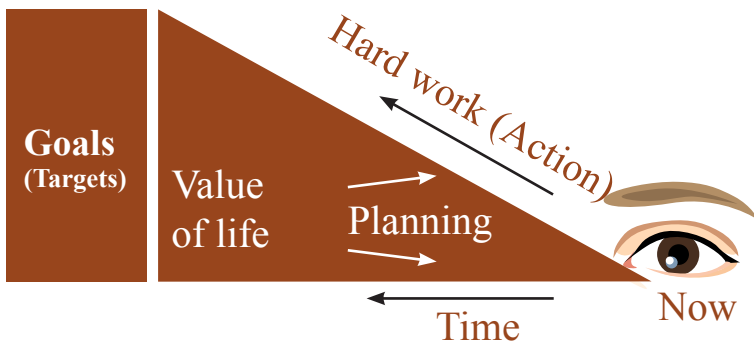 Goals
(Targets)
Value
of life
Planning
Hard work (Action)
Time
Now